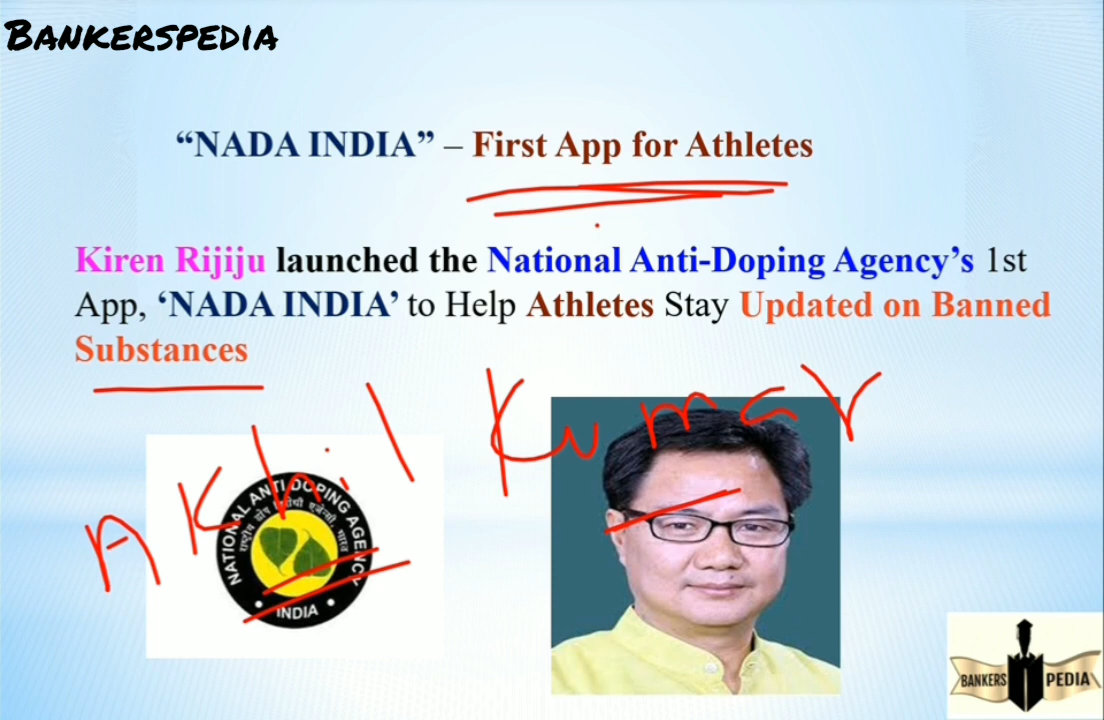 BANKERSPEDIA
“NADA INDIA” – First App for Athletes
Kiren Rijiju launched the National Anti-Doping Agency’s 1st
App, ‘NADA INDIA’ to Help Athletes Stay Updated on Banned
Substances
Akhil Kumar
NATIONAL ANTI DOPING AGENCY
INDIA
BANKERS PEDIA